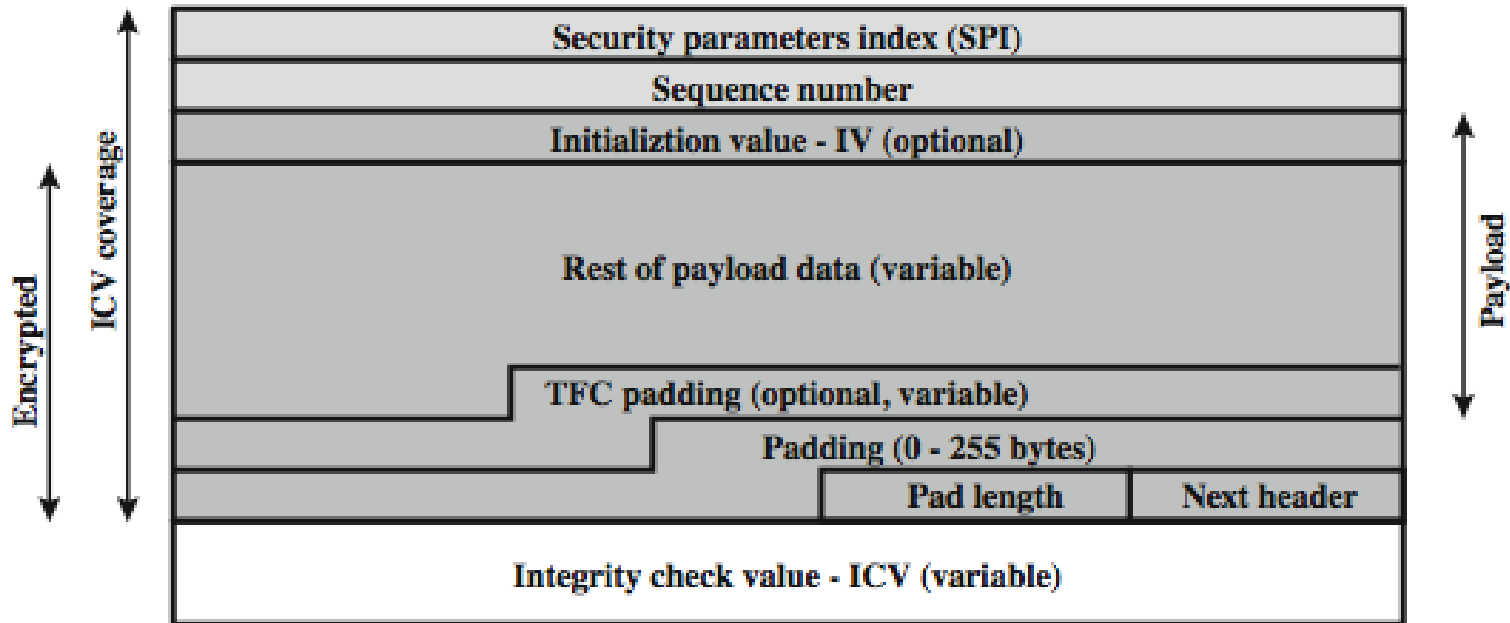 Security parameters index (SPI)
Sequence number
Initializtion value - IV (optional)
Rest of payload data (variable)
TFC padding (optional, variable)
Padding (0 - 255 bytes)
Pad length
Next header
Integrity check value - ICV (variable)
Encrypted
ICV coverage
Payload